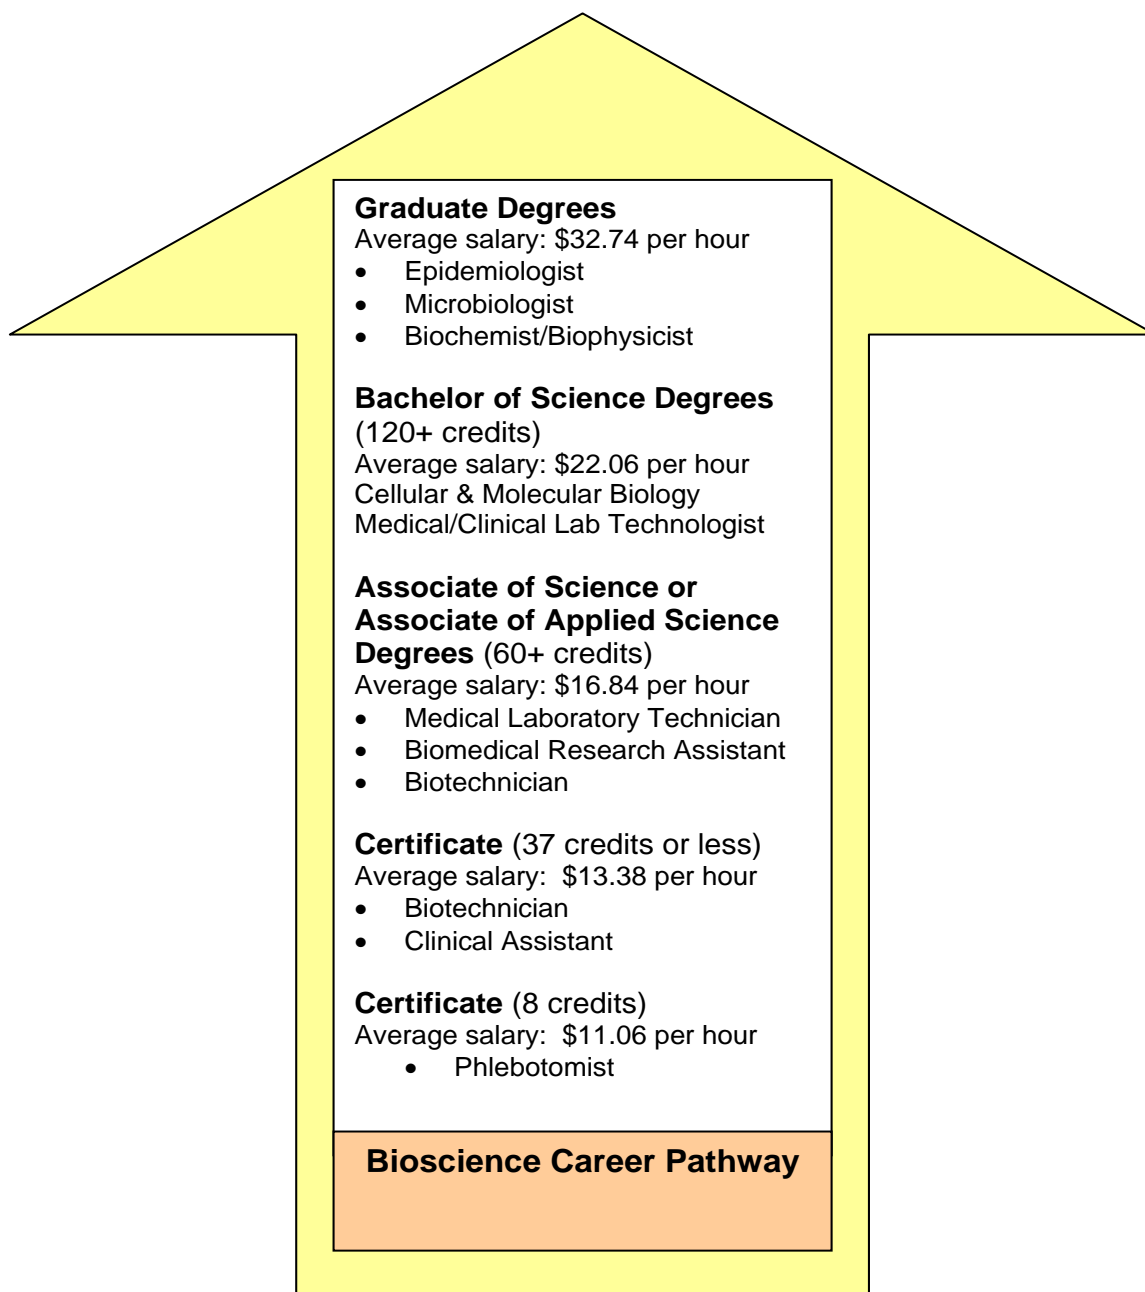 Graduate Degrees
Average salary: $32.74 per hour
• Epidemiologist
• Microbiologist
• Biochemist/Biophysicist
Bachelor of Science Degrees
(120+ credits)
Average salary: $22.06 per hour
Cellular & Molecular Biology
Medical/Clinical Lab Technologist
Associate of Science or
Associate of Applied Science
Degrees (60+ credits)
Average salary: $16.84 per hour
• Medical Laboratory Technician
• Biomedical Research Assistant
• Biotechnician
Certificate (37 credits or less)
Average salary:  $13.38 per hour
• Biotechnician
• Clinical Assistant
Certificate (8 credits)
Average salary:  $11.06 per hour
• Phlebotomist
Bioscience Career Pathway